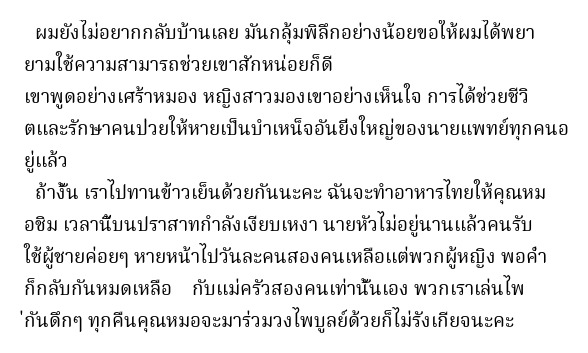 ผมยังไม่อยากกลับบ้านเลย มันกลุ้มพิลึกอย่างน้อยขอให้ผมได้พยา
ยามใช้ความสามารถช่วยเขาสักหน่อยก็ดี
เขาพูดอย่างเศร้าหมอง หญิงสาวมองเขาอย่างเห็นใจ การได้ช่วยชีวิ
ตและรักษาคนปวยให้หายเป็นบำเหน็จอันยิ่งใหญ่ของนายแพทย์ทุกคนอ
ยู่แล้ว
ถ้างั้น เราไปทานข้าวเย็นด้วยกันนะคะ ฉันจะทำอาหารไทยให้คุณหม
อชิม เวลานี้บนปราสาทกำลังเงียบเหงา นายหัวไม่อยู่นานแล้วคนรับ
ใช้ผู้ชายค่อยๆ หายหน้าไปวันละคนสองคนเหลือแต่พวกผู้หญิง พอค่ำ
ก็กลับกันหมดเหลือ กับแม่ครัวสองคนเท่านั้นเอง พวกเราเล่นไพ
่กันดึกๆ ทุกคืนคุณหมอจะมาร่วมวงไพบูลย์ด้วยก็ไม่รังเกียจนะคะ